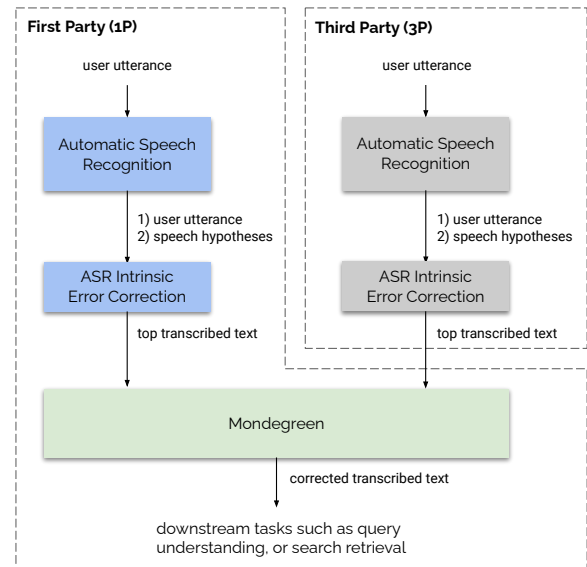 First Party (1P)
user utterance
Automatic Speech
Recognition
1) user utterance
2) speech hypotheses
ASR Intrinsic
Error Correction
top transcribed text
Third Party (3P)
user utterance
Automatic Speech
Recognition
1) user utterance
2) speech hypotheses
ASR Intrinsic
Error Correction
top transcribed text
Mondegreen
corrected transcribed text
downstream tasks such as query
understanding, or search retrieval